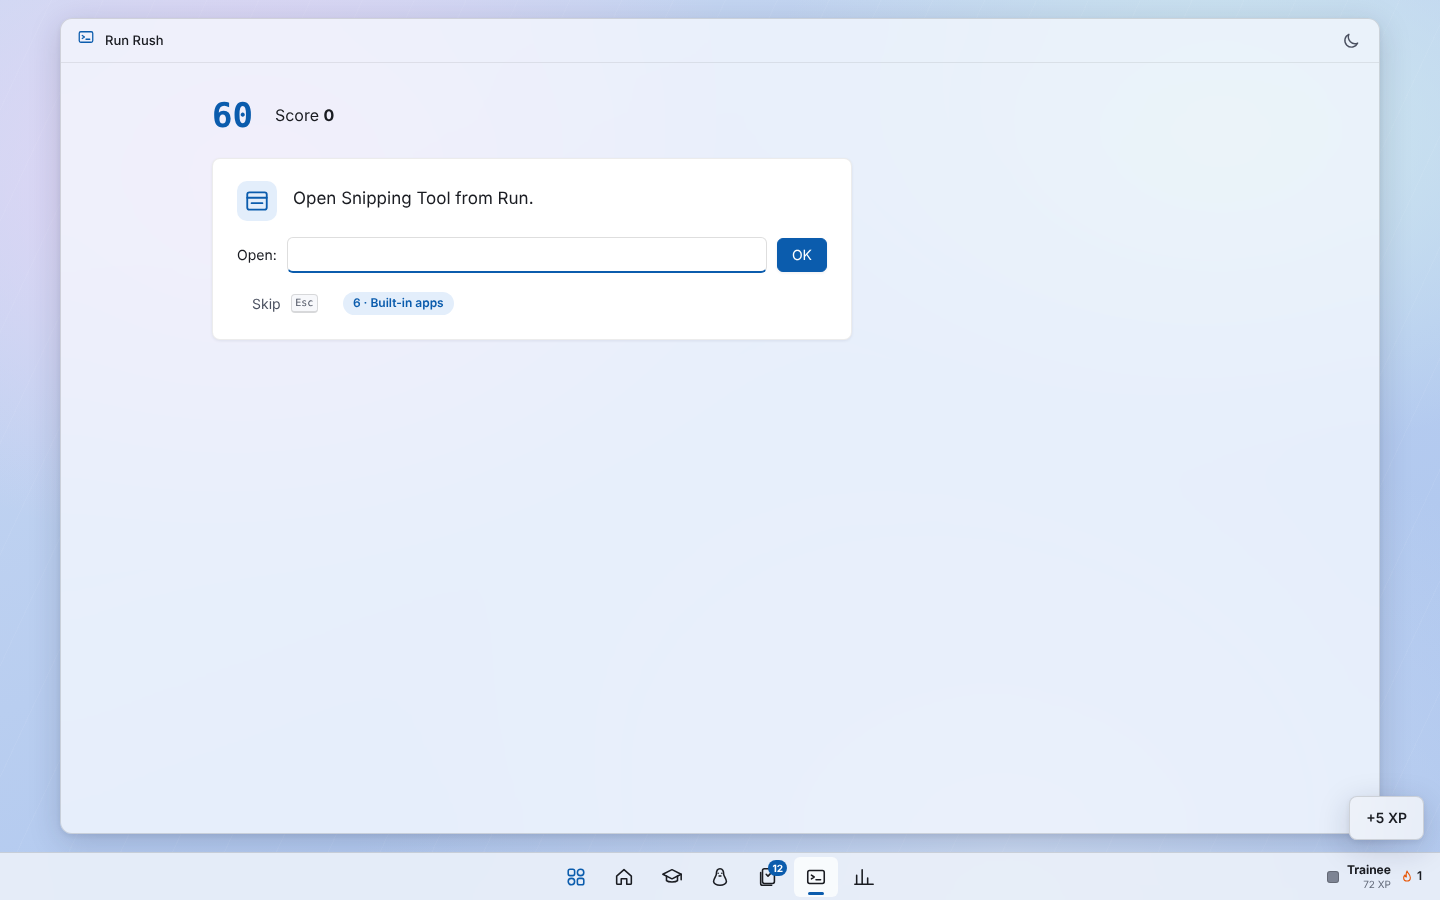 Run Rush
60 Score 0
Open Snipping Tool from Run.
Open: OK
Skip Esc 6 · Built-in apps
+5 XP
12
Trainee
72 XP
1